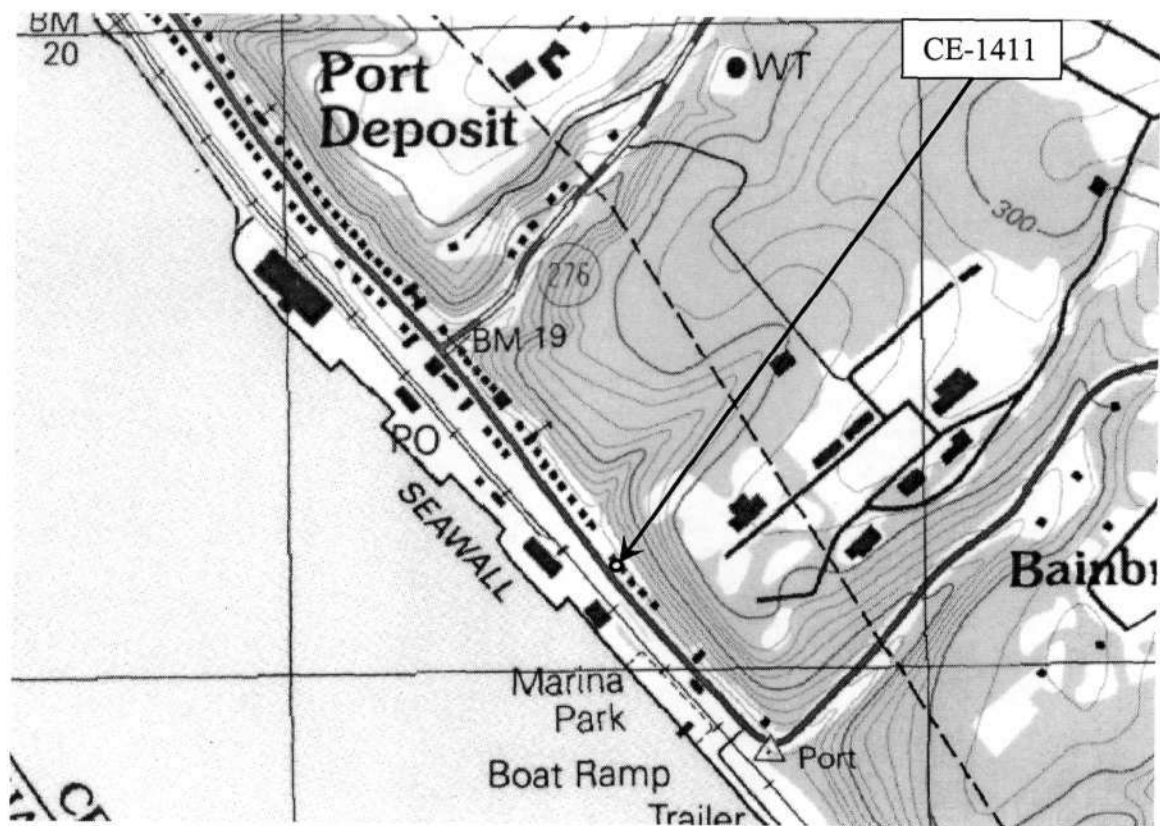 BM
20
Port
Deposit
WT
CE-1411
300
276
BM 19
PO
SEAWALL
Bainb
Marina
Park
Port
Boat Ramp
Trailer